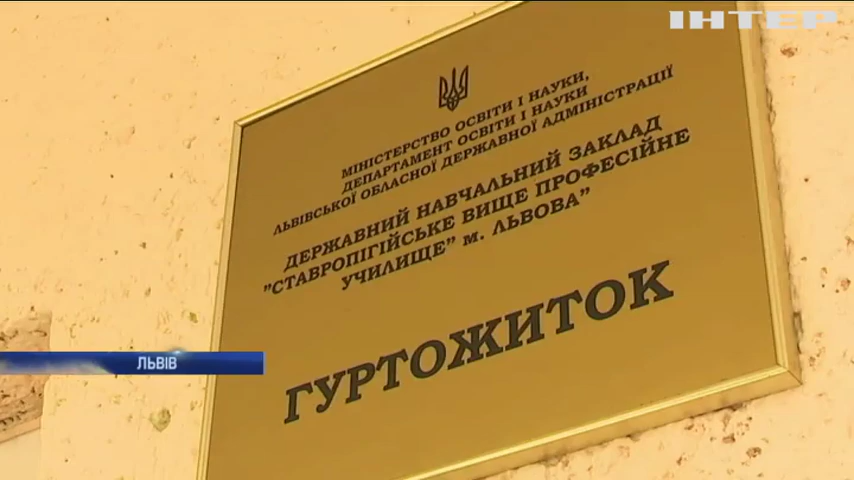 ІНТЕР
МІНІСТЕРСТВО ОСВІТИ І НАУКИ,
ДЕПАРТАМЕНТ ОСВІТИ І НАУКИ
ЛЬВІВСЬКОЇ ОБЛАСНОЇ ДЕРЖАВНОЇ АДМІНІСТРАЦІЇ
ДЕРЖАВНИЙ НАВЧАЛЬНИЙ ЗАКЛАД
"СТАВРОПІГІЙСЬКЕ ВИЩЕ ПРОФЕСІЙНЕ
УЧИЛИЩЕ" м. ЛЬВОВА"
ГУРТОЖИТОК
ЛЬВІВ